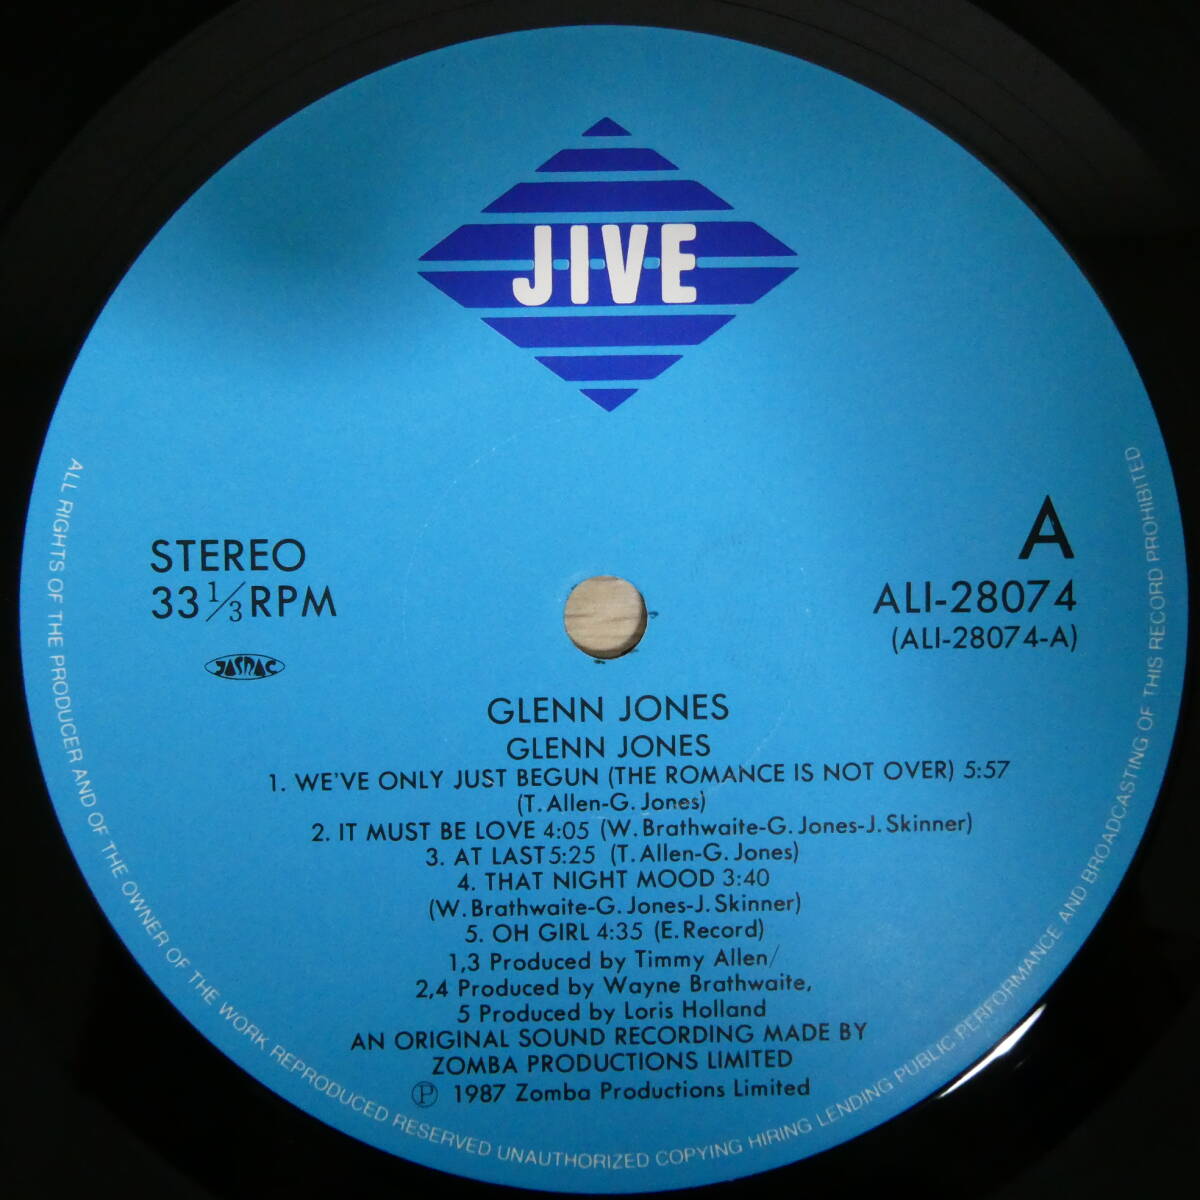 JIVE
STEREO
33 1/3 RPM
JASRAC
A
ALI-28074
(ALI-28074-A)
GLENN JONES
GLENN JONES
1. WE'VE ONLY JUST BEGUN (THE ROMANCE IS NOT OVER) 5:57
(T. Allen-G. Jones)
2. IT MUST BE LOVE 4:05 (W. Brathwaite-G. Jones-J. Skinner)
3. AT LAST 5:25 (T. Allen-G. Jones)
4. THAT NIGHT MOOD 3:40
(W. Brathwaite-G. Jones-J. Skinner)
5. OH GIRL 4:35 (E. Record)
1,3 Produced by Timmy Allen/
2,4 Produced by Wayne Brathwaite,
5 Produced by Loris Holland
AN ORIGINAL SOUND RECORDING MADE BY
ZOMBA PRODUCTIONS LIMITED
Ⓟ 1987 Zomba Productions Limited
ALL RIGHTS OF THE PRODUCER AND OF THE OWNER OF THE WORK REPRODUCED RESERVED UNAUTHORIZED COPYING HIRING LENDING PUBLIC PERFORMANCE AND BROADCASTING OF THIS RECORD PROHIBITED